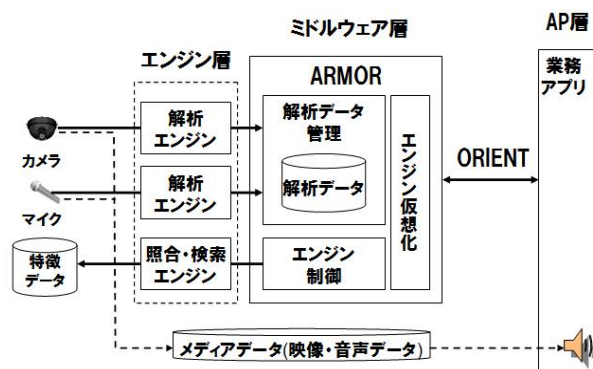 ミドルウェア層
AP層
エンジン層
ARMOR
業務
アプリ
解析
エンジン
解析データ
管理
解析データ
エンジン仮想化
ORIENT
カメラ
解析
エンジン
マイク
特徴
データ
照合・検索
エンジン
エンジン
制御
メディアデータ(映像・音声データ)